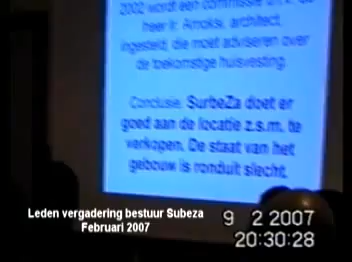 2002 wordt een commissie o.l.v. de
heer Ir. Amoksi, architect,
ingesteld, die moet adviseren over
de toekomstige huisvesting.
Conclusie: SurbeZa doet er
goed aan de locatie z.s.m. te
verkopen. De staat van het
gebouw is ronduit slecht.
Leden vergadering bestuur Subeza
Februari 2007
9 2 2007
20:30:28